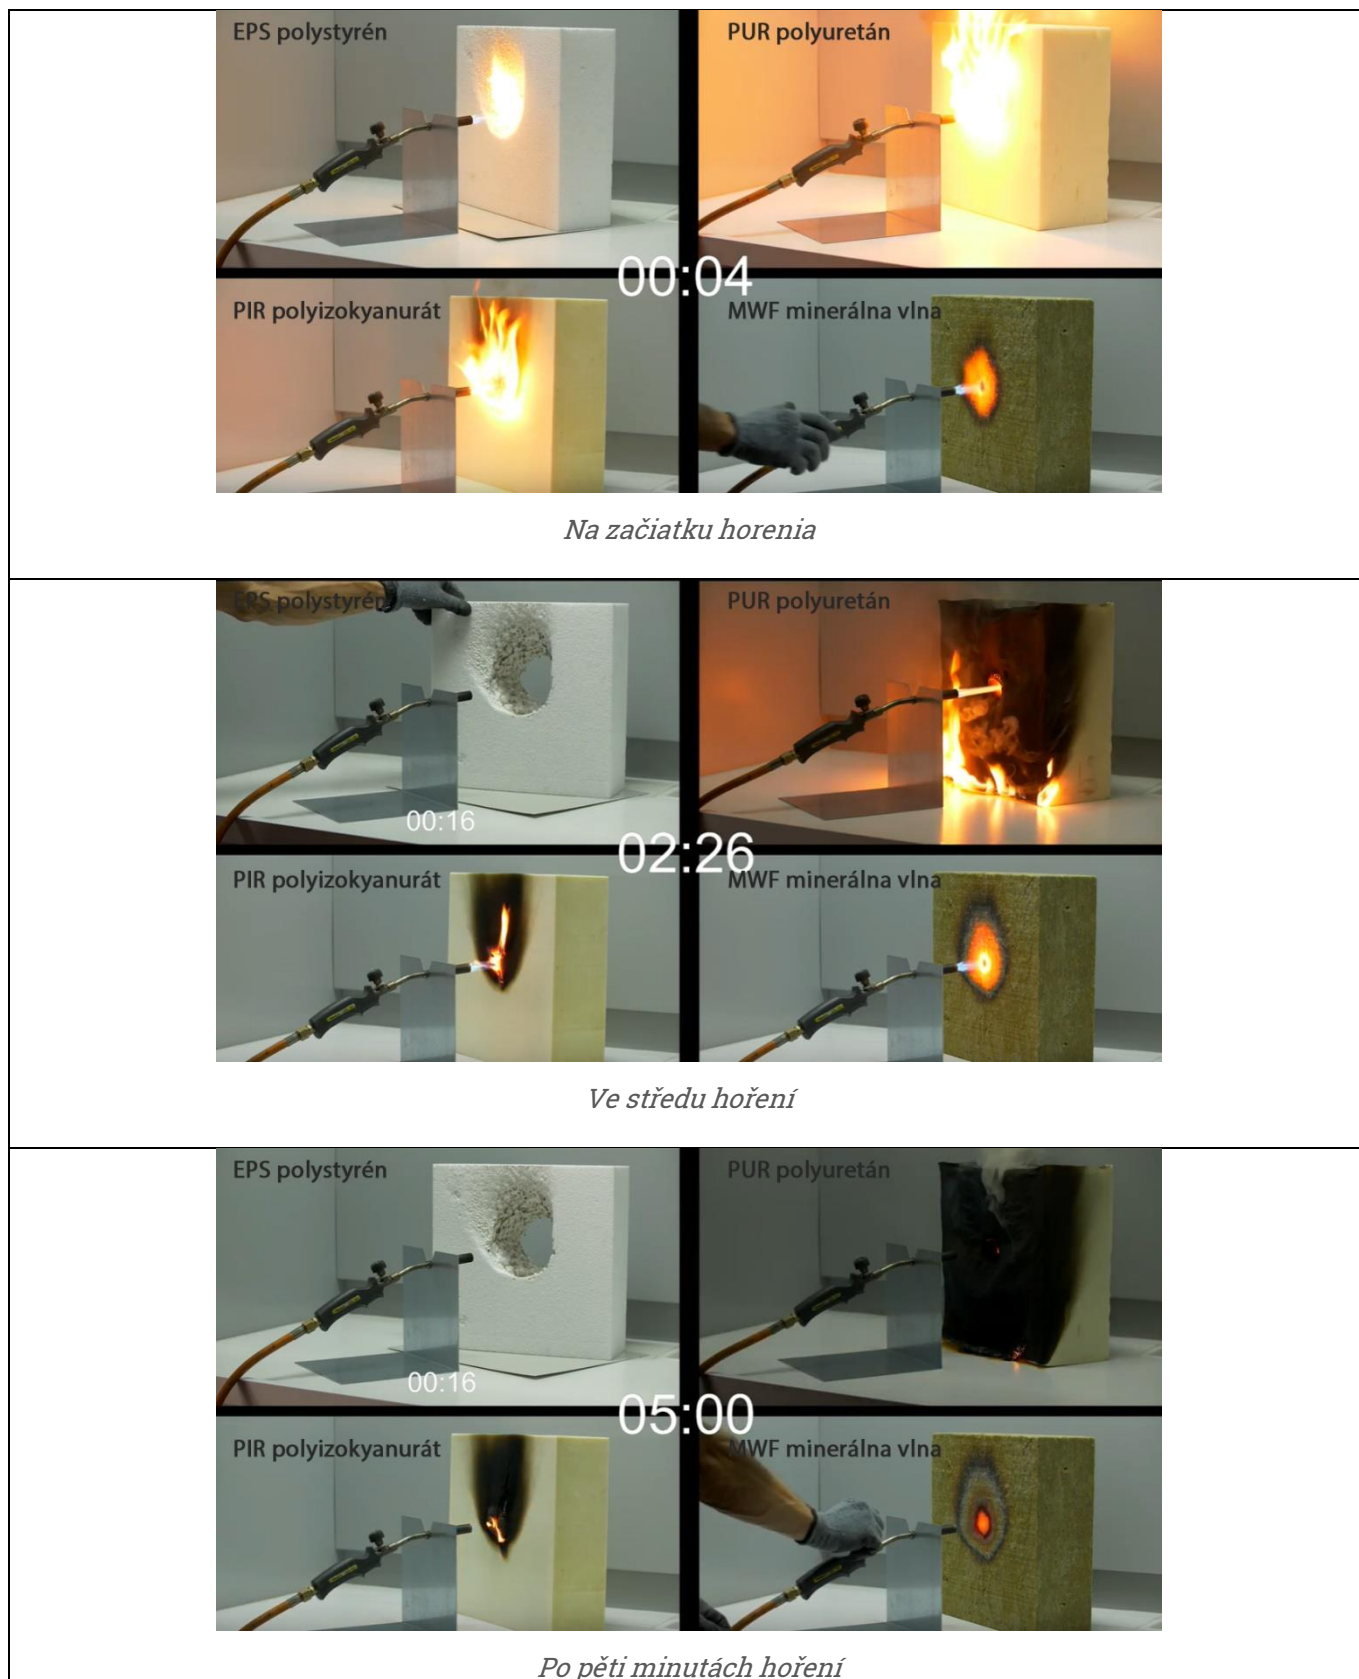 EPS polystyrén
PUR polyuretán
00:04
PIR polyizokyanurát
MWF minerálna vlna
Na začiatku horenia
EPS polystyrén
PUR polyuretán
00:16
02:26
PIR polyizokyanurát
MWF minerálna vlna
Ve středu hoření
EPS polystyrén
PUR polyuretán
00:16
05:00
PIR polyizokyanurát
MWF minerálna vlna
Po pěti minutách hoření